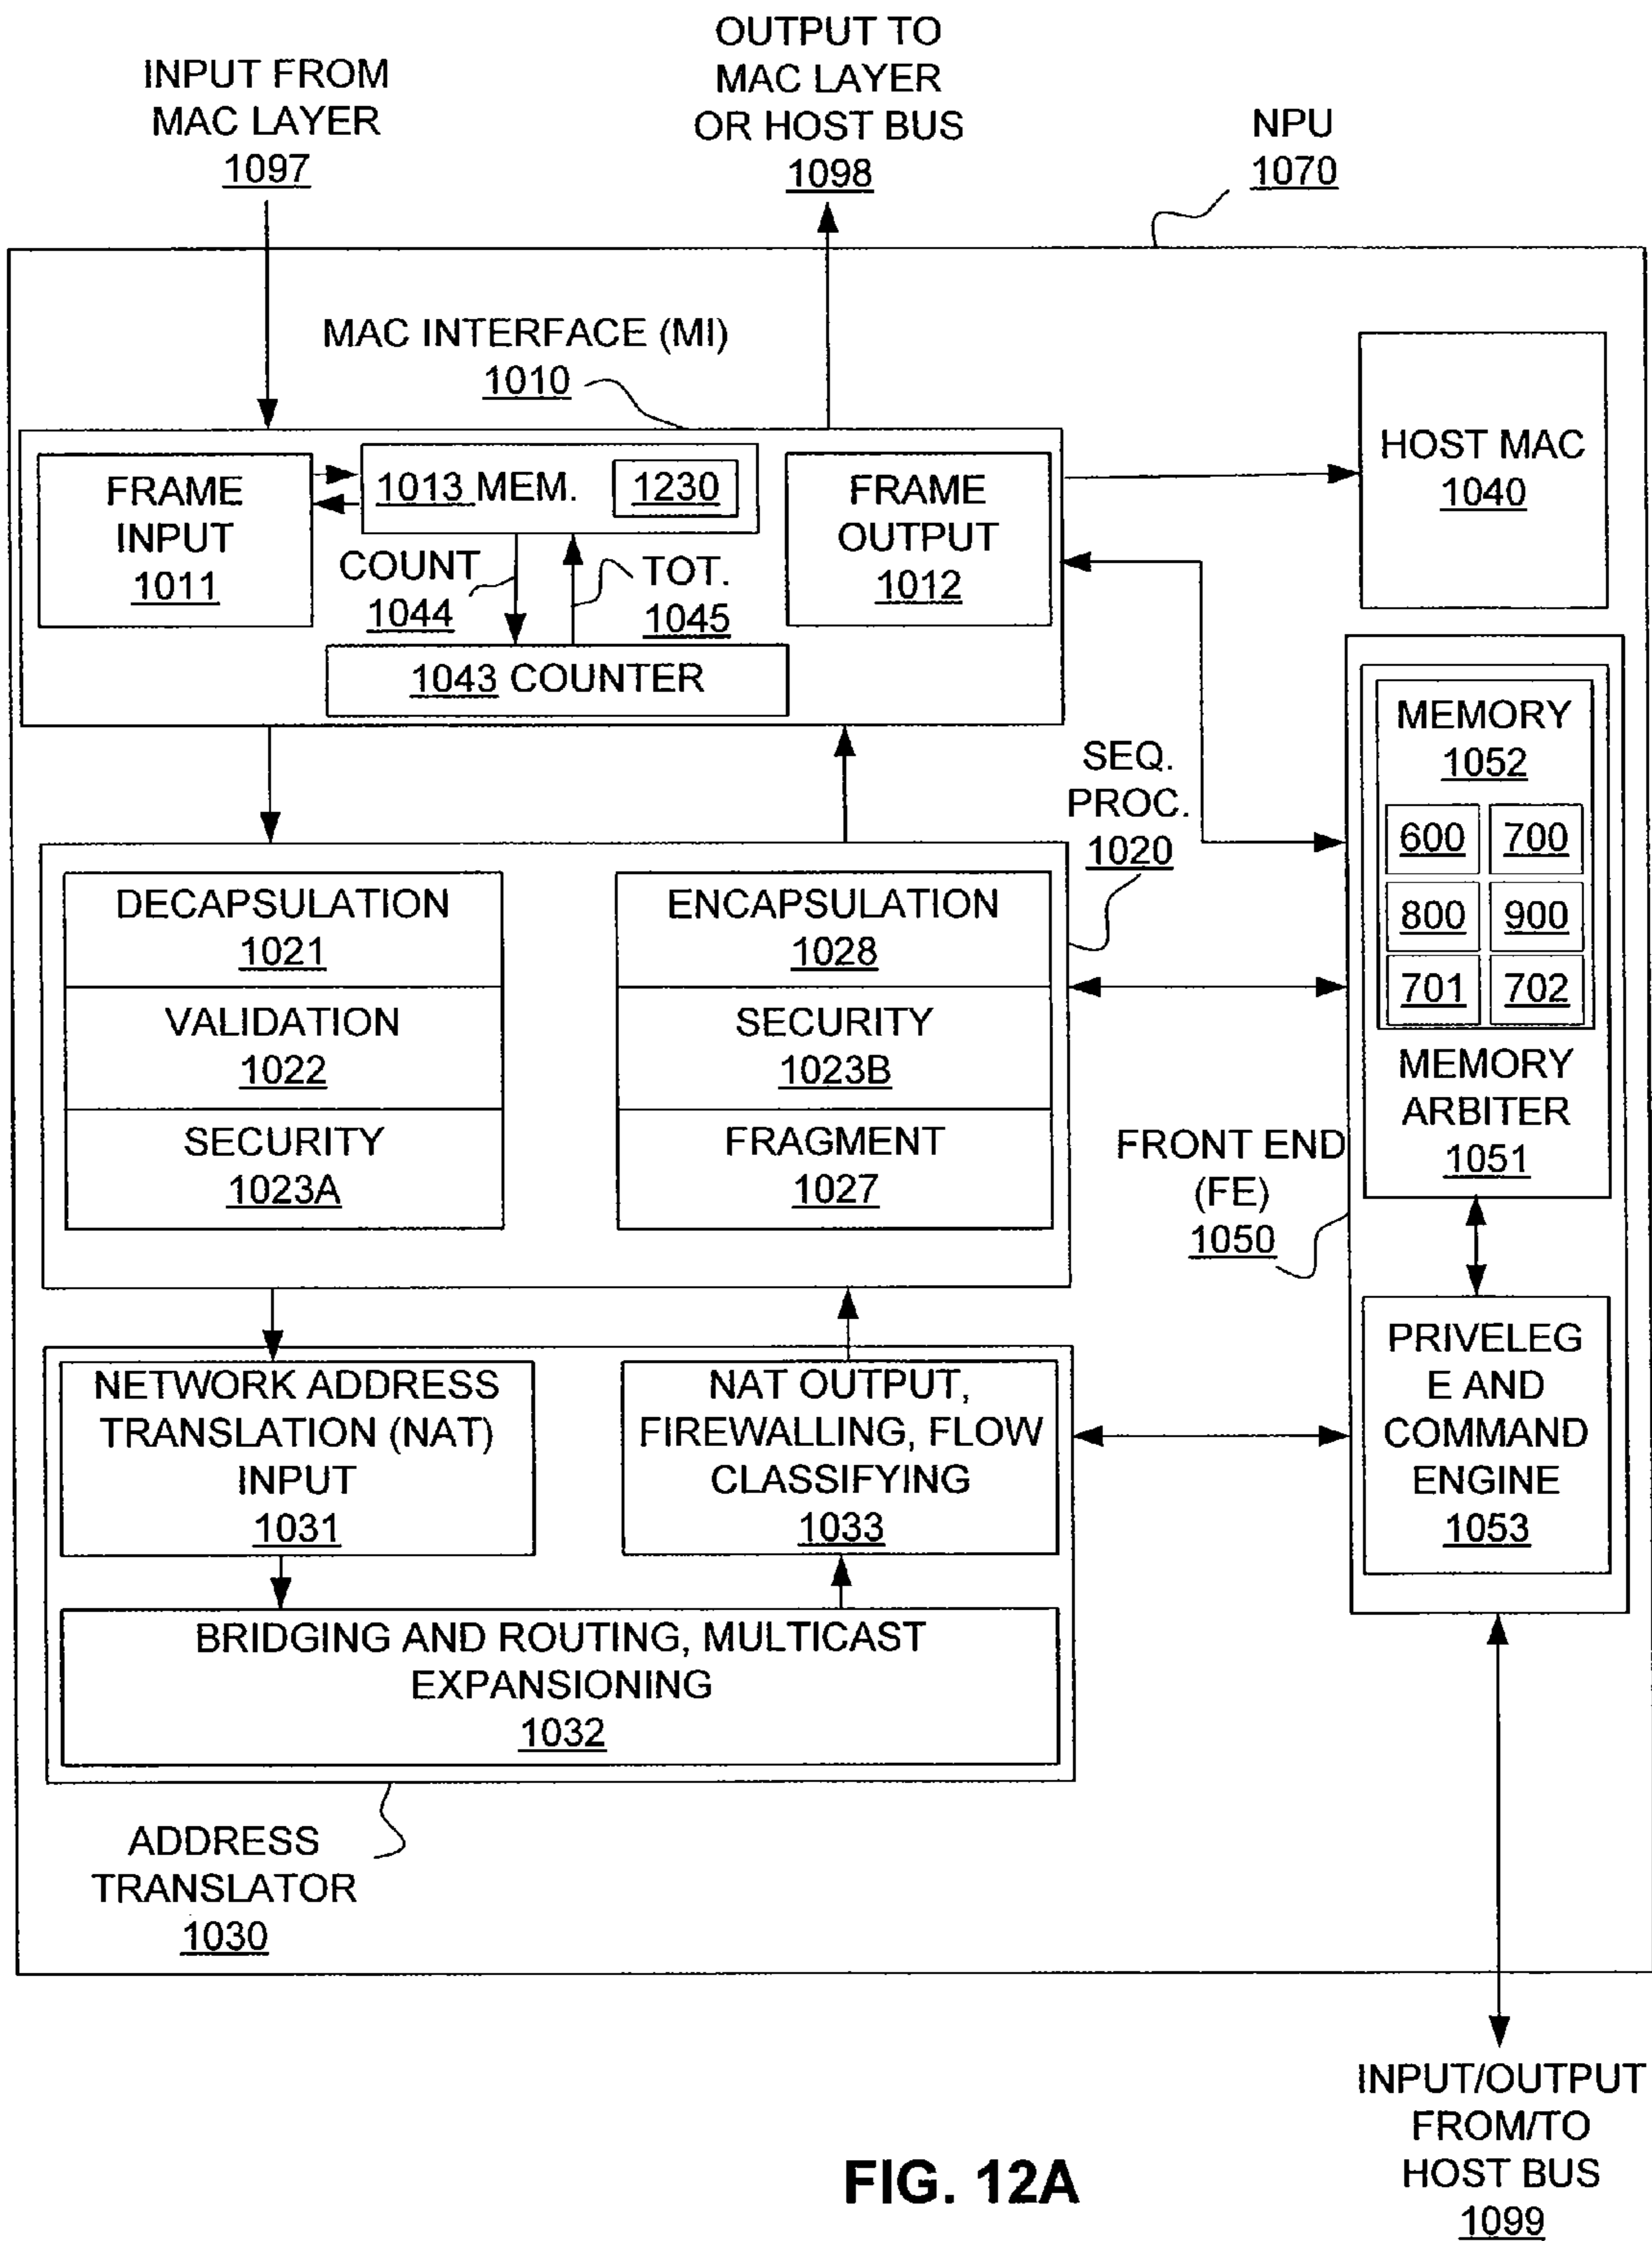 INPUT FROM
MAC LAYER
1097
OUTPUT TO
MAC LAYER
OR HOST BUS
1098
NPU
1070
MAC INTERFACE (MI)
1010
FRAME
INPUT
1011
1013 MEM.
1230
FRAME
OUTPUT
1012
COUNT
1044
TOT.
1045
1043 COUNTER
HOST MAC
1040
SEQ.
PROC.
1020
DECAPSULATION
1021
VALIDATION
1022
SECURITY
1023A
ENCAPSULATION
1028
SECURITY
1023B
FRAGMENT
1027
MEMORY
1052
600
700
800
900
701
702
MEMORY
ARBITER
1051
FRONT END
(FE)
1050
PRIVELEG
E AND
COMMAND
ENGINE
1053
NETWORK ADDRESS
TRANSLATION (NAT)
INPUT
1031
NAT OUTPUT,
FIREWALLING, FLOW
CLASSIFYING
1033
BRIDGING AND ROUTING, MULTICAST
EXPANSIONING
1032
ADDRESS
TRANSLATOR
1030
INPUT/OUTPUT
FROM/TO
HOST BUS
1099
FIG. 12A